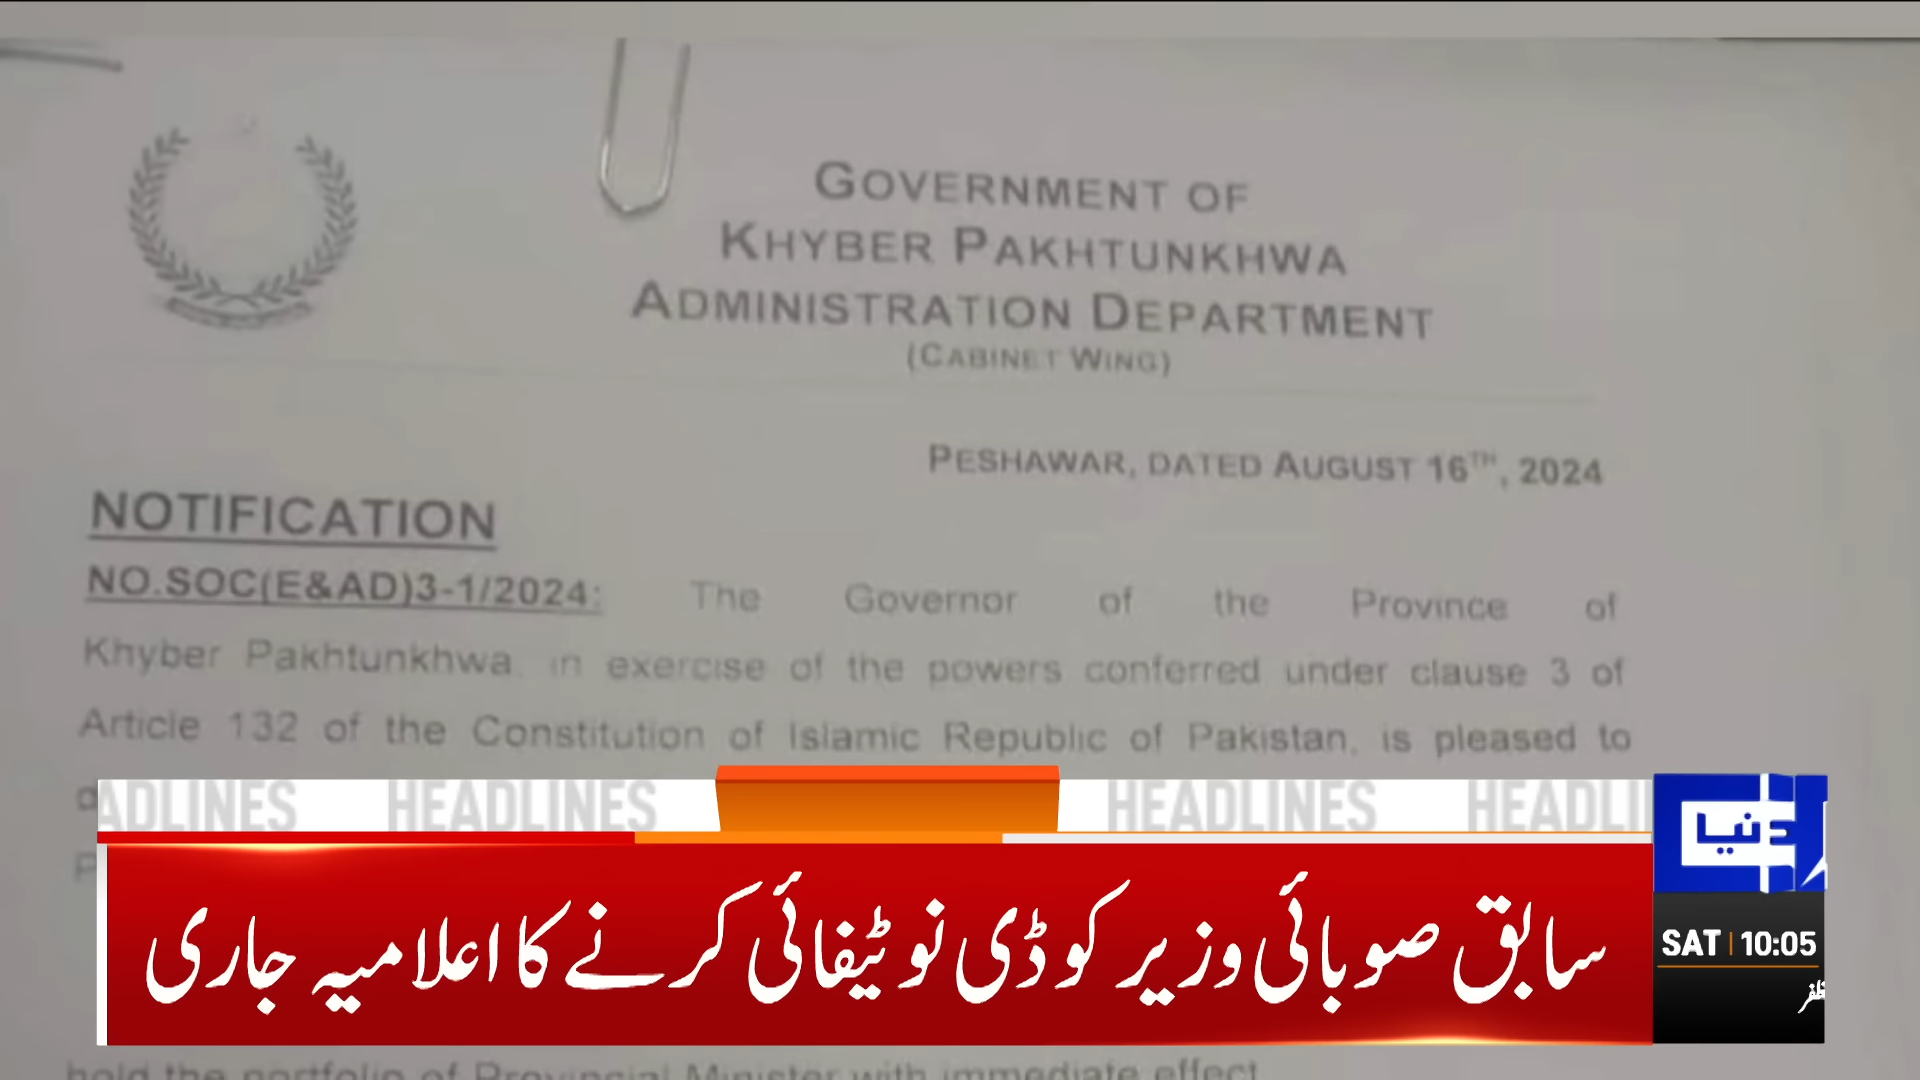 GOVERNMENT OF
KHYBER PAKHTUNKHWA
ADMINISTRATION DEPARTMENT
(CABINET WING)
PESHAWAR, DATED AUGUST 16TH, 2024
NOTIFICATION
NO.SOC(E&AD)3-1/2024: The Governor of the Province of
Khyber Pakhtunkhwa, in exercise of the powers conferred under clause 3 of
Article 132 of the Constitution of Islamic Republic of Pakistan, is pleased to
ADLINES HEADLINES HEADLINES HEADLI
دنیا
سابق صوبائی وزیر کو ڈی نوٹیفائی کرنے کا اعلامیہ جاری
SAT | 10:05
hold the portfolio of Provincial Minister with immediate effect